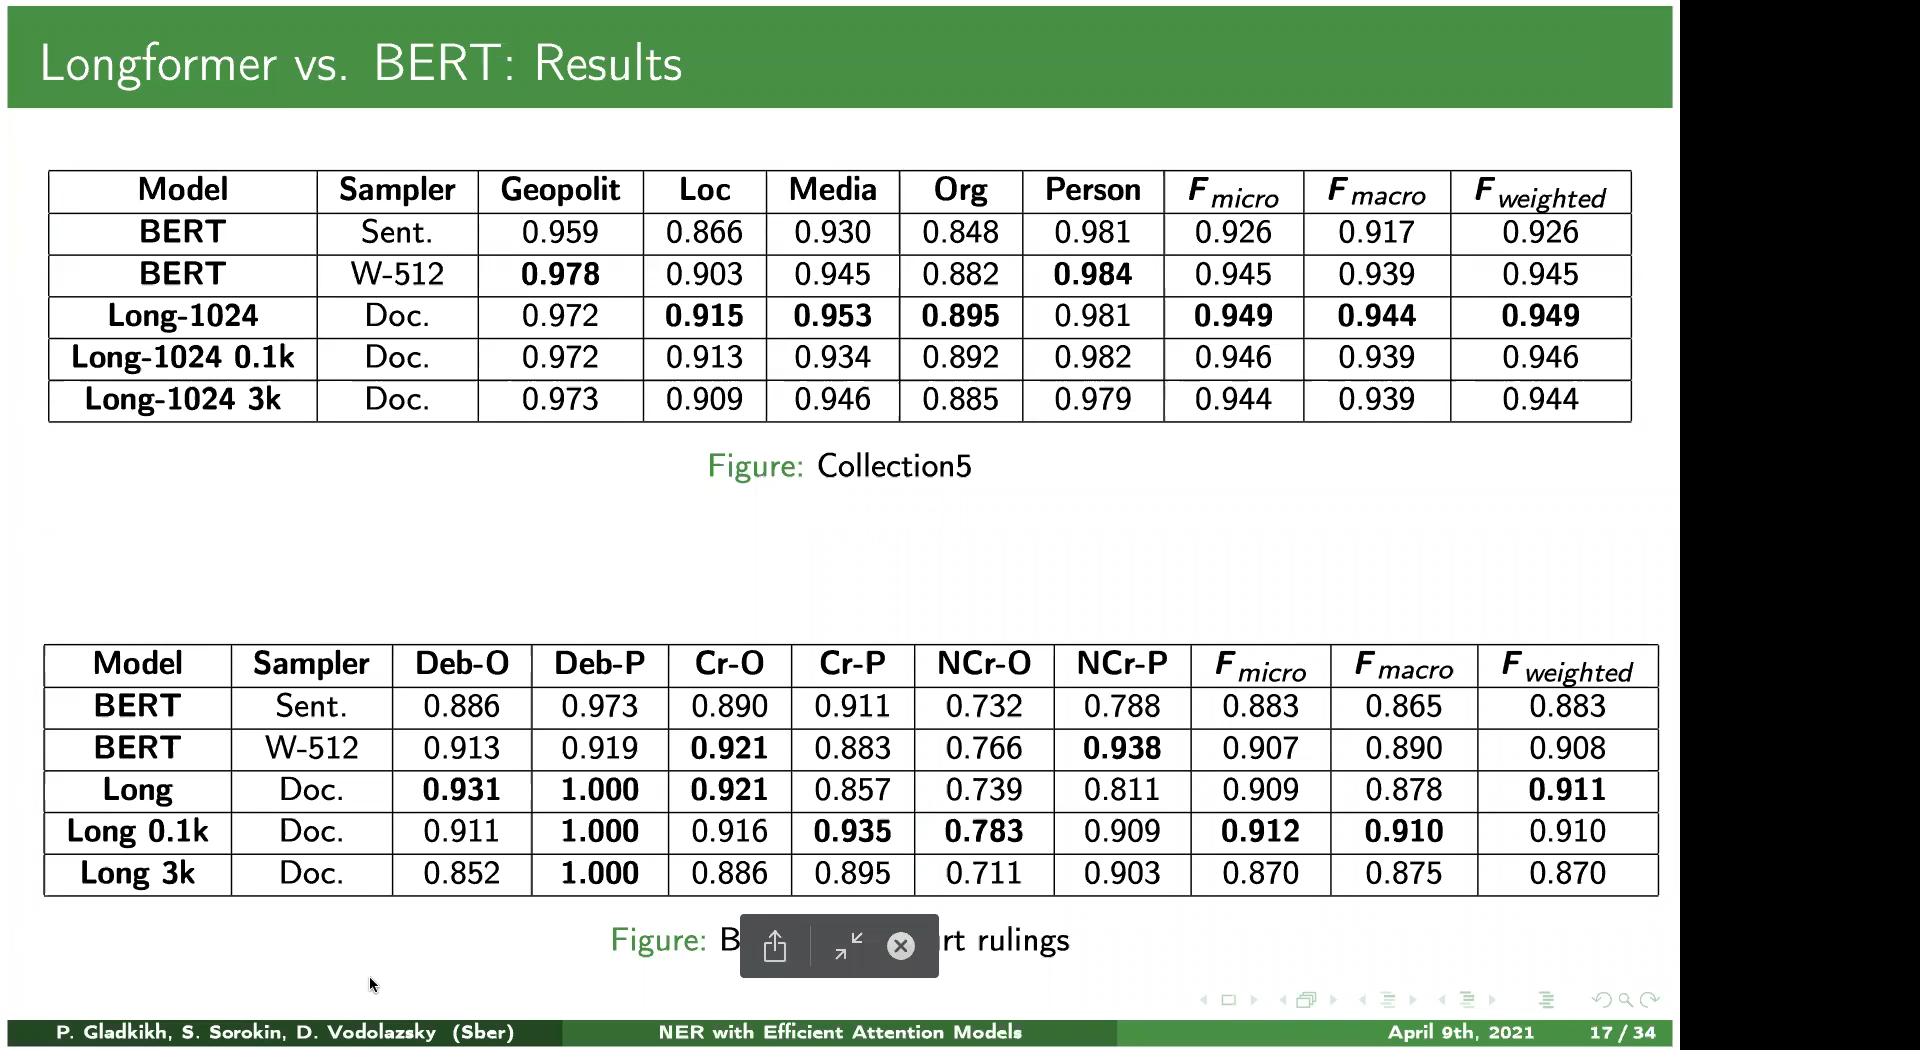 Longformer vs. BERT: Results
Model Sampler Geopolit Loc Media Org Person F micro F macro F weighted
BERT Sent. 0.959 0.866 0.930 0.848 0.981 0.926 0.917 0.926
BERT W-512 0.978 0.903 0.945 0.882 0.984 0.945 0.939 0.945
Long-1024 Doc. 0.972 0.915 0.953 0.895 0.981 0.949 0.944 0.949
Long-1024 0.1k Doc. 0.972 0.913 0.934 0.892 0.982 0.946 0.939 0.946
Long-1024 3k Doc. 0.973 0.909 0.946 0.885 0.979 0.944 0.939 0.944
Figure: Collection5
Model Sampler Deb-O Deb-P Cr-O Cr-P NCr-O NCr-P F micro F macro F weighted
BERT Sent. 0.886 0.973 0.890 0.911 0.732 0.788 0.883 0.865 0.883
BERT W-512 0.913 0.919 0.921 0.883 0.766 0.938 0.907 0.890 0.908
Long Doc. 0.931 1.000 0.921 0.857 0.739 0.811 0.909 0.878 0.911
Long 0.1k Doc. 0.911 1.000 0.916 0.935 0.783 0.909 0.912 0.910 0.910
Long 3k Doc. 0.852 1.000 0.886 0.895 0.711 0.903 0.870 0.875 0.870
Figure: rulings
P. Gladkikh, S. Sorokin, D. Vodolazsky (Sber) NER with Efficient Attention Models April 9th, 2021 17 / 34